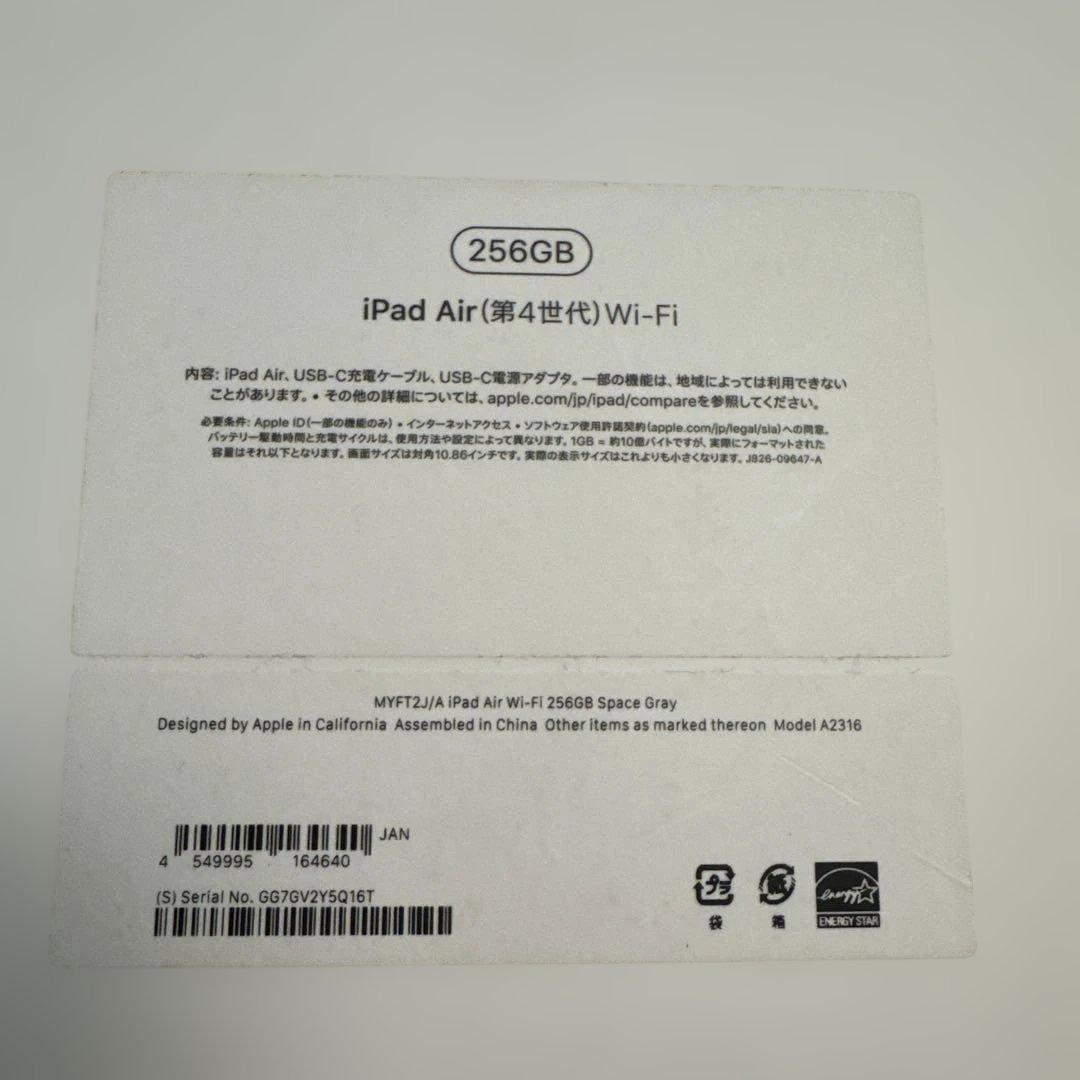 256GB
iPad Air(第4世代)Wi-Fi
内容: iPad Air、USB-C充電ケーブル、USB-C電源アダプタ。一部の機能は、地域によっては利用できない
ことがあります。• その他の詳細については、apple.com/jp/ipad/compareを参照してください。
必要条件: Apple ID(一部の機能のみ) • インターネットアクセス • ソフトウェア使用許諾契約(apple.com/jp/legal/sla)への同意。
バッテリー駆動時間と充電サイクルは、使用方法や設定によって異なります。1GB = 約10億バイトですが、実際にフォーマットされた
容量はそれ以下となります。画面サイズは対角10.86インチです。実際の表示サイズはこれよりも小さくなります。J826-09647-A
MYFT2J/A iPad Air Wi-Fi 256GB Space Gray
Designed by Apple in California Assembled in China Other items as marked thereon Model A2316
JAN
4 549995 164640
(S) Serial No. GG7GV2Y5Q16T
プラ 紙 energy
袋 箱 ENERGY STAR